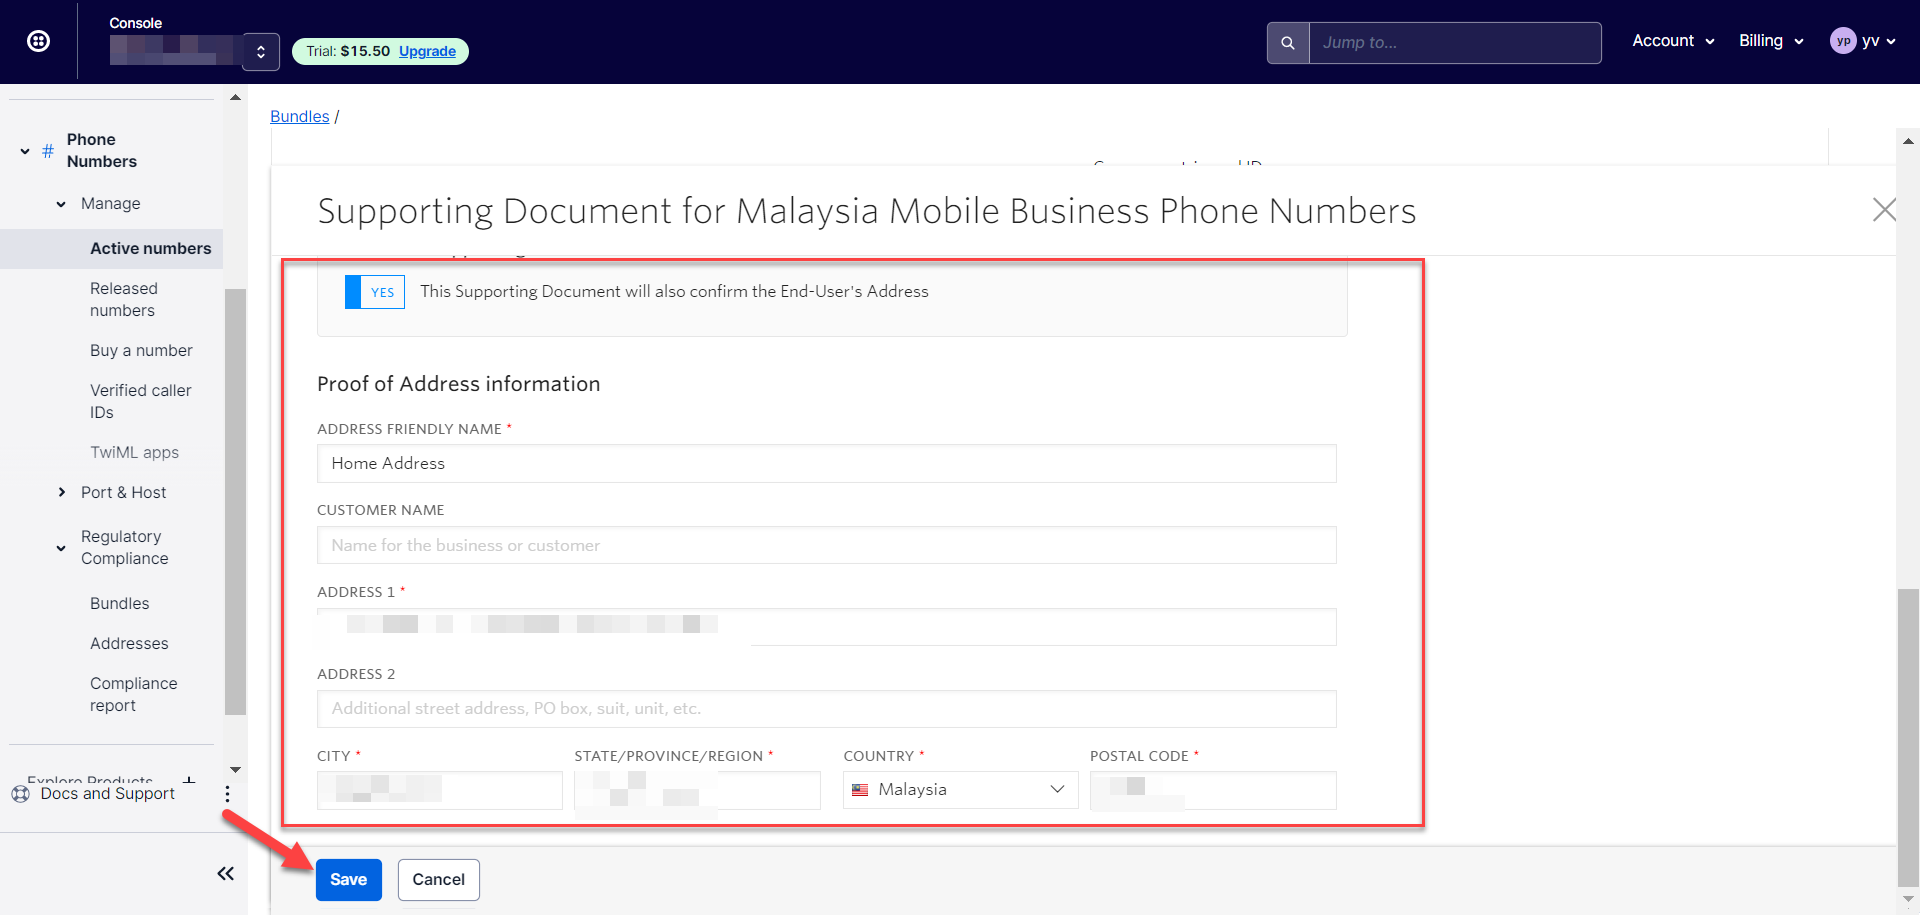 Console
Trial: $15.50 Upgrade
Jump to...
Account
Billing
yp yv
Phone
Numbers
Manage
Active numbers
Released
numbers
Buy a number
Verified caller
IDs
TwiML apps
Port & Host
Regulatory
Compliance
Bundles
Addresses
Compliance
report
Explore Products +
Docs and Support
Bundles /
Supporting Document for Malaysia Mobile Business Phone Numbers
YES This Supporting Document will also confirm the End-User's Address
Proof of Address information
ADDRESS FRIENDLY NAME *
Home Address
CUSTOMER NAME
Name for the business or customer
ADDRESS 1 *
ADDRESS 2
Additional street address, PO box, suit, unit, etc.
CITY * STATE/PROVINCE/REGION * COUNTRY * POSTAL CODE *
Malaysia
Save Cancel